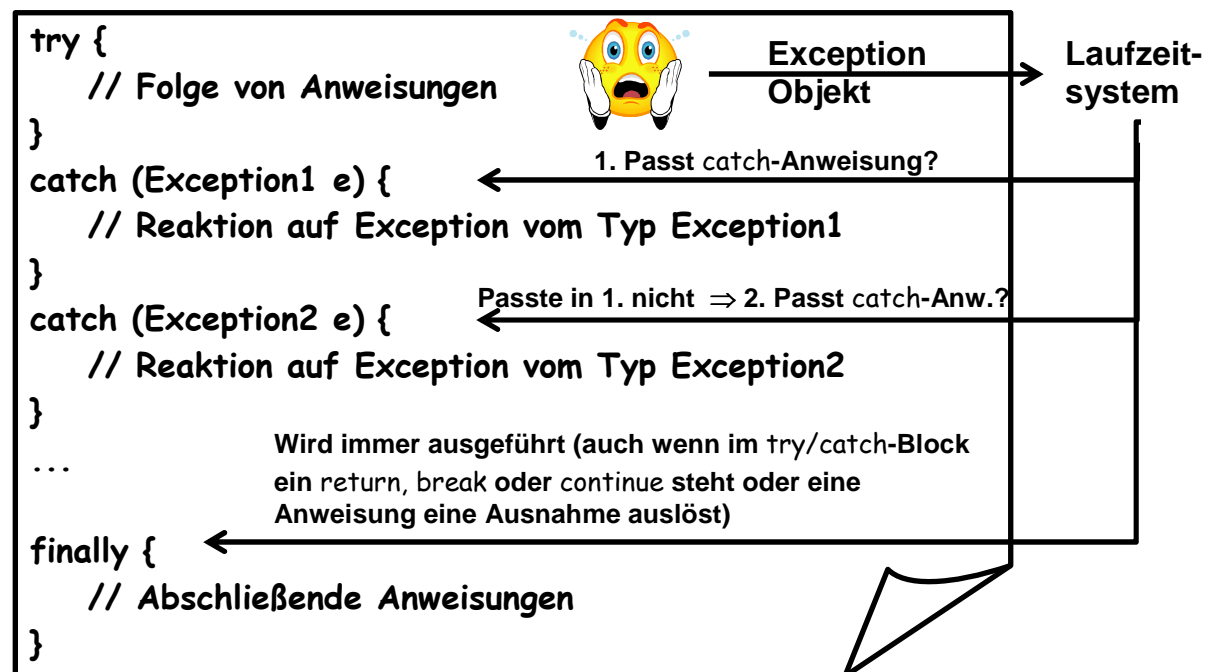 try {
// Folge von Anweisungen
}
Exception
Objekt
Laufzeit-
system
1. Passt catch-Anweisung?
catch (Exception1 e) {
// Reaktion auf Exception vom Typ Exception1
}
Passte in 1. nicht ⇒ 2. Passt catch-Anw.?
catch (Exception2 e) {
// Reaktion auf Exception vom Typ Exception2
}
...
Wird immer ausgeführt (auch wenn im try/catch-Block
ein return, break oder continue steht oder eine
Anweisung eine Ausnahme auslöst)
finally {
// Abschließende Anweisungen
}